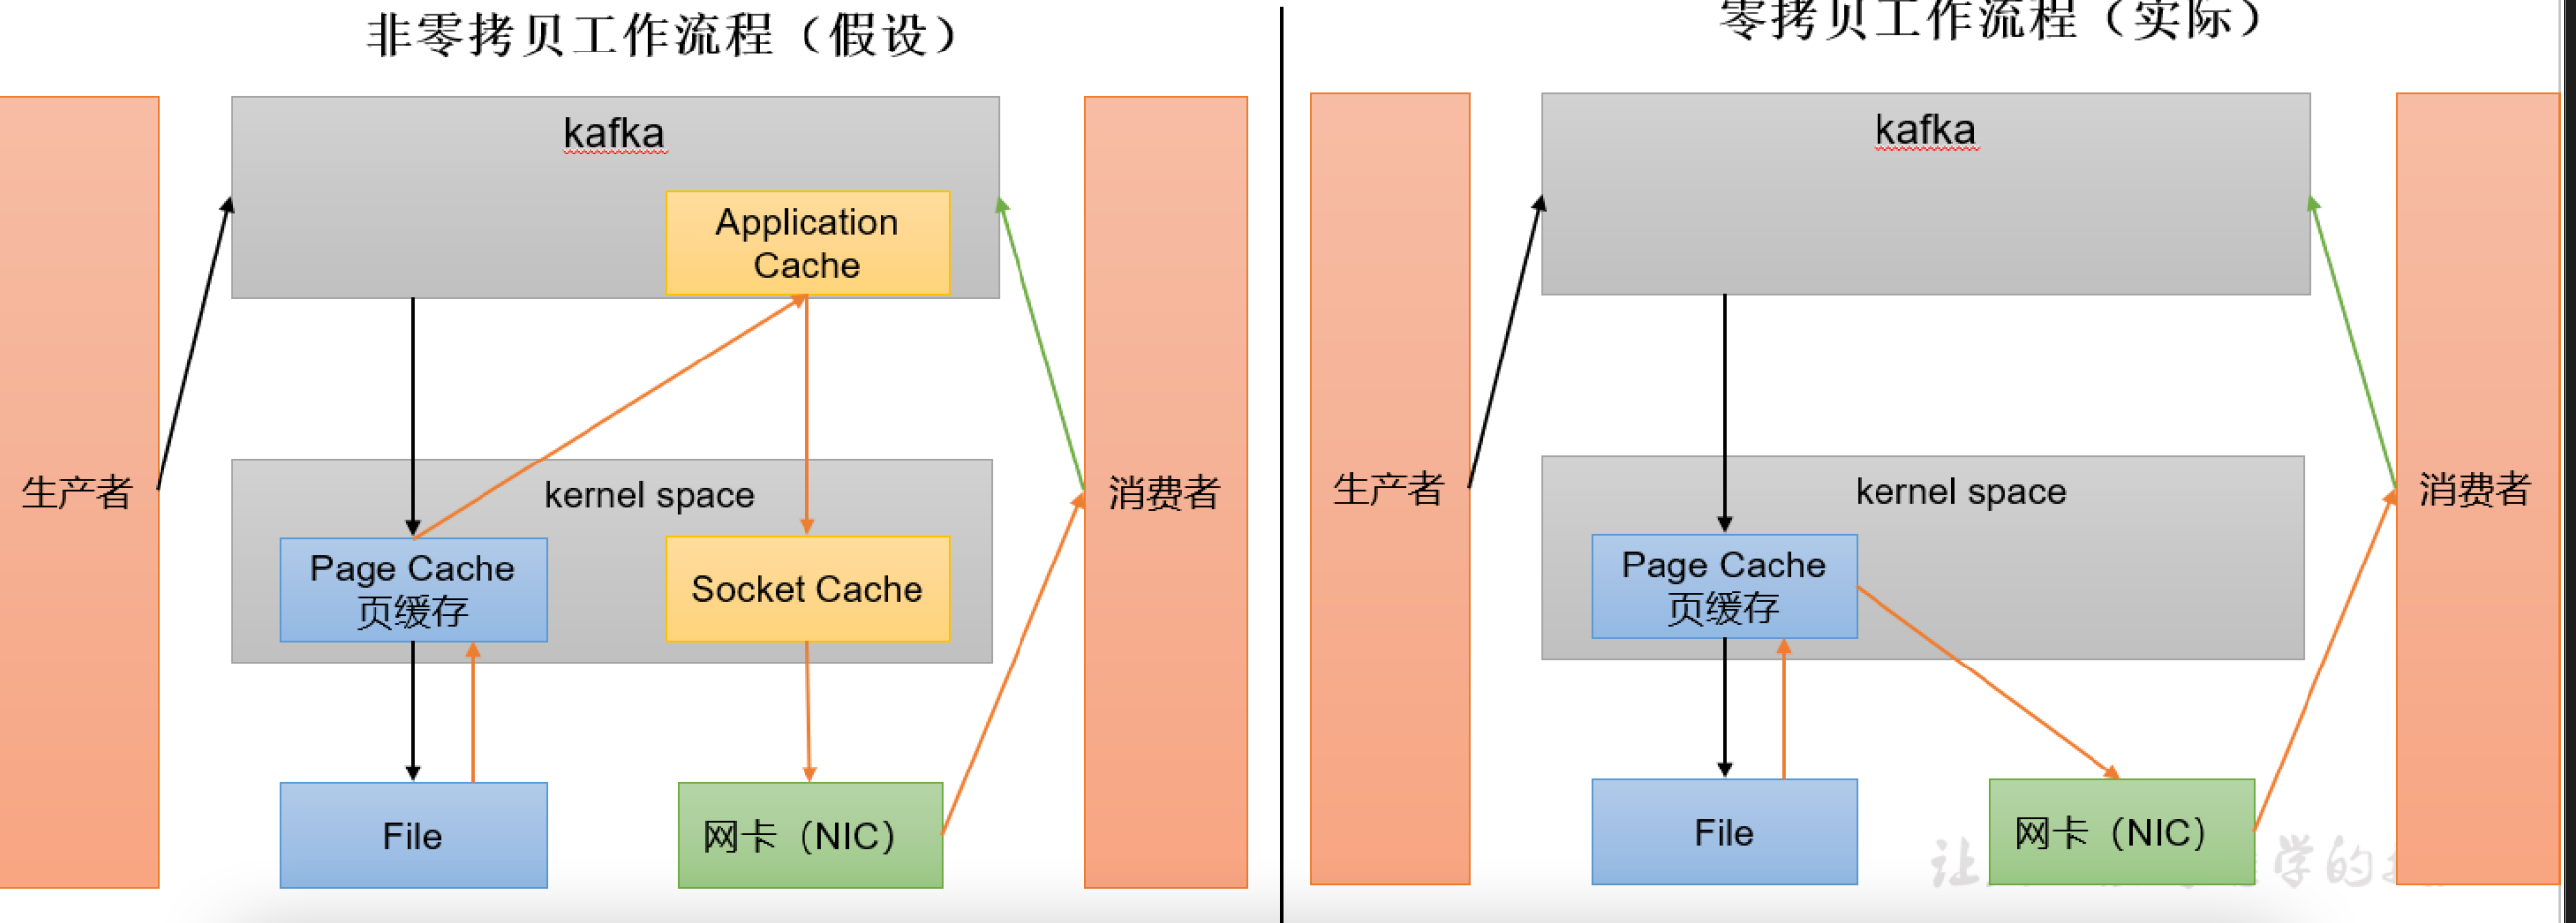 非零拷贝工作流程（假设）
kafka
Application
Cache
生产者
kernel space
消费者
Page Cache
页缓存
Socket Cache
File
网卡（NIC）
零拷贝工作流程（实际）
kafka
生产者
kernel space
消费者
Page Cache
页缓存
File
网卡（NIC）
让
学的